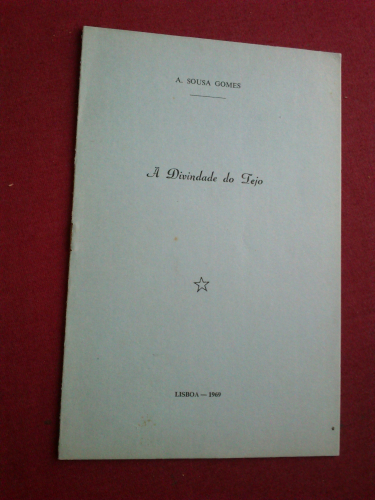 A. SOUSA GOMES
A Divindade do Tejo
LISBOA — 1969